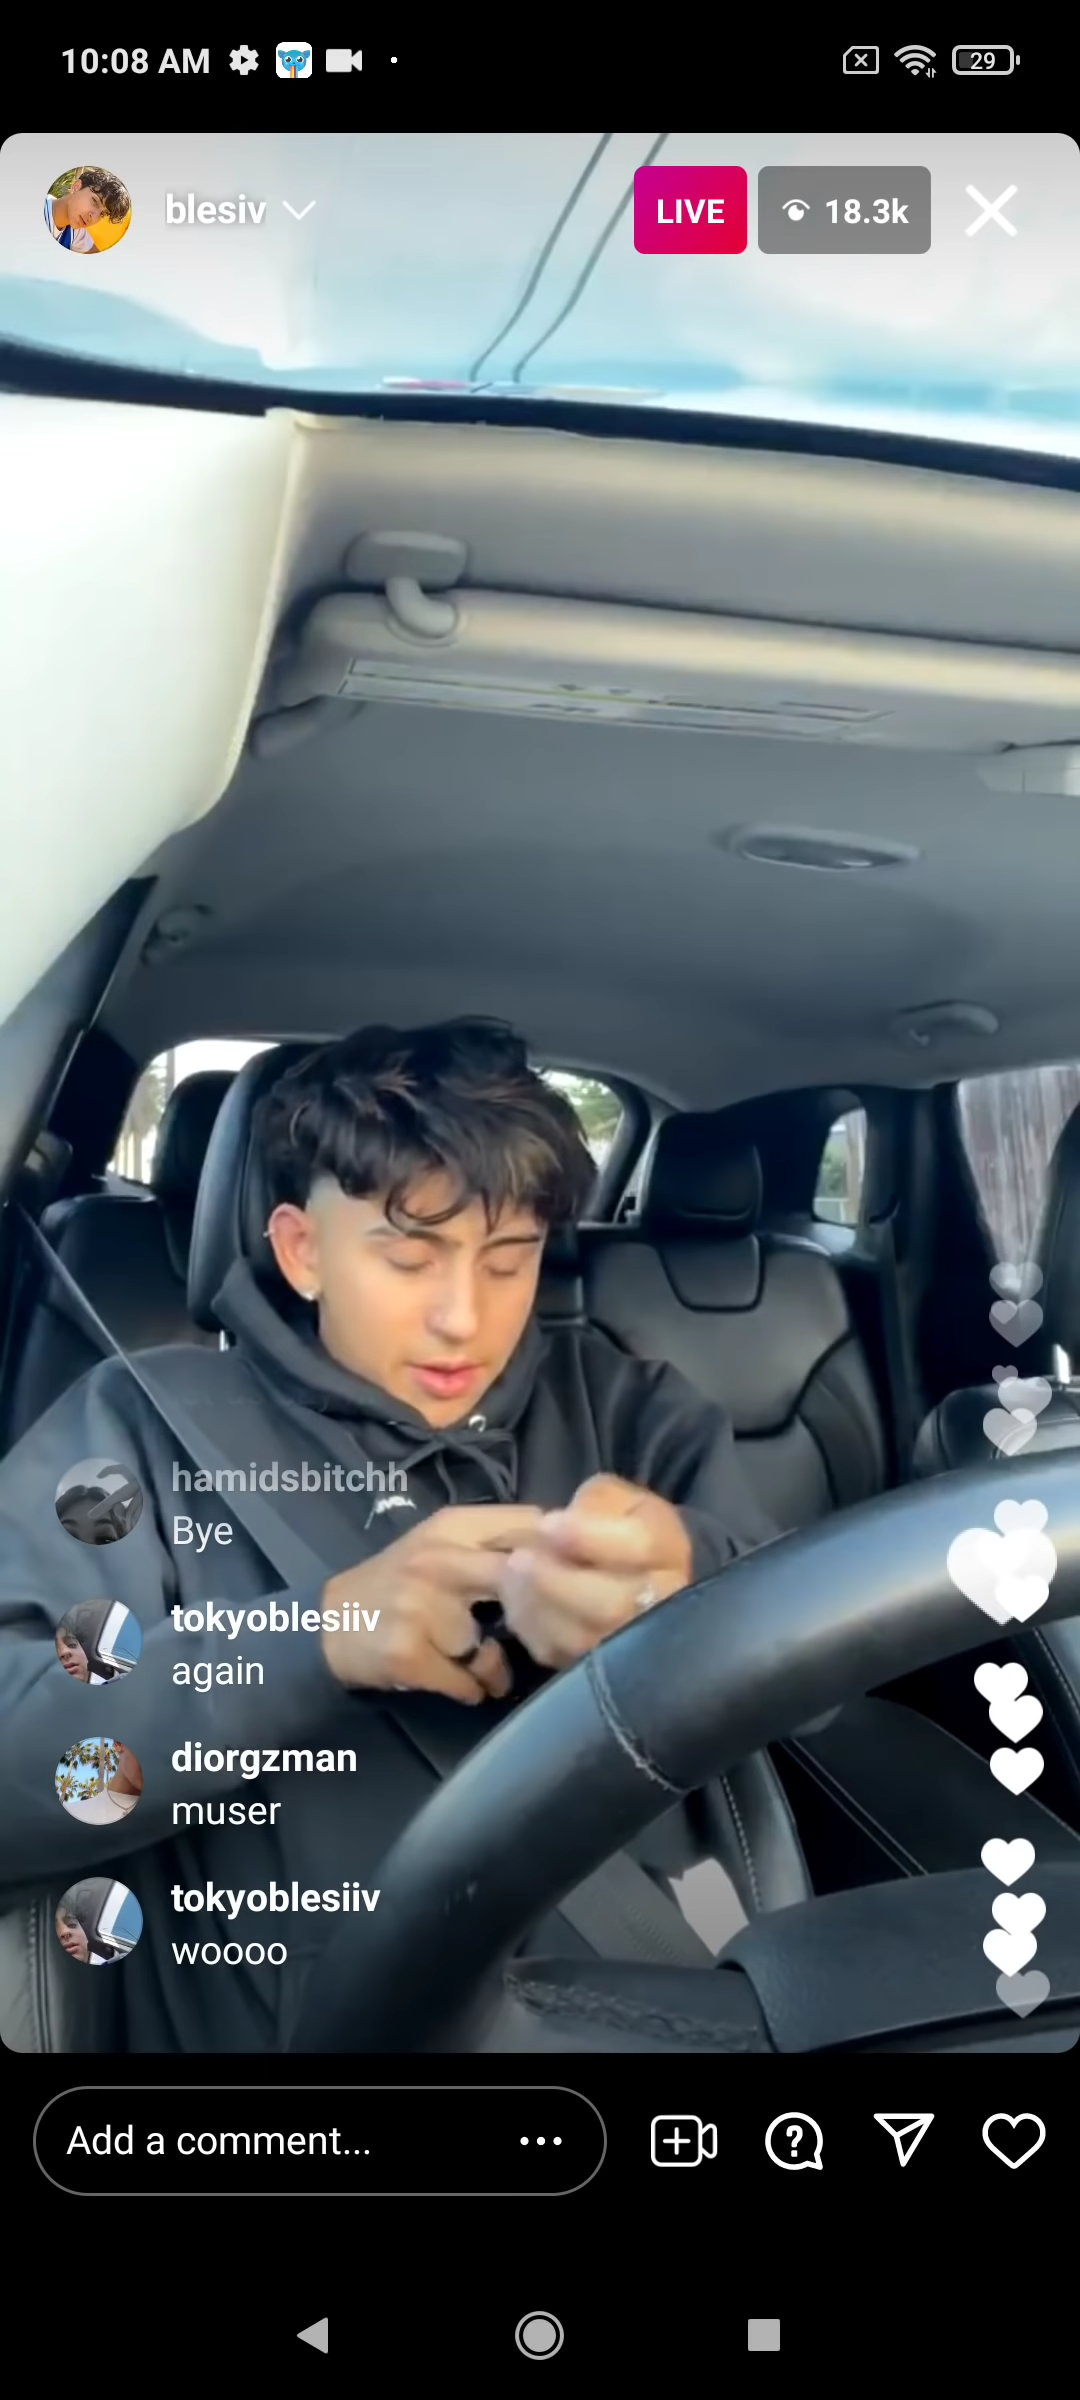 10:08 AM
29
blesiv
LIVE
18.3k
hamidsbitchh
Bye
tokyoblesiiv
again
diorgzman
muser
tokyoblesiiv
woooo
Add a comment...